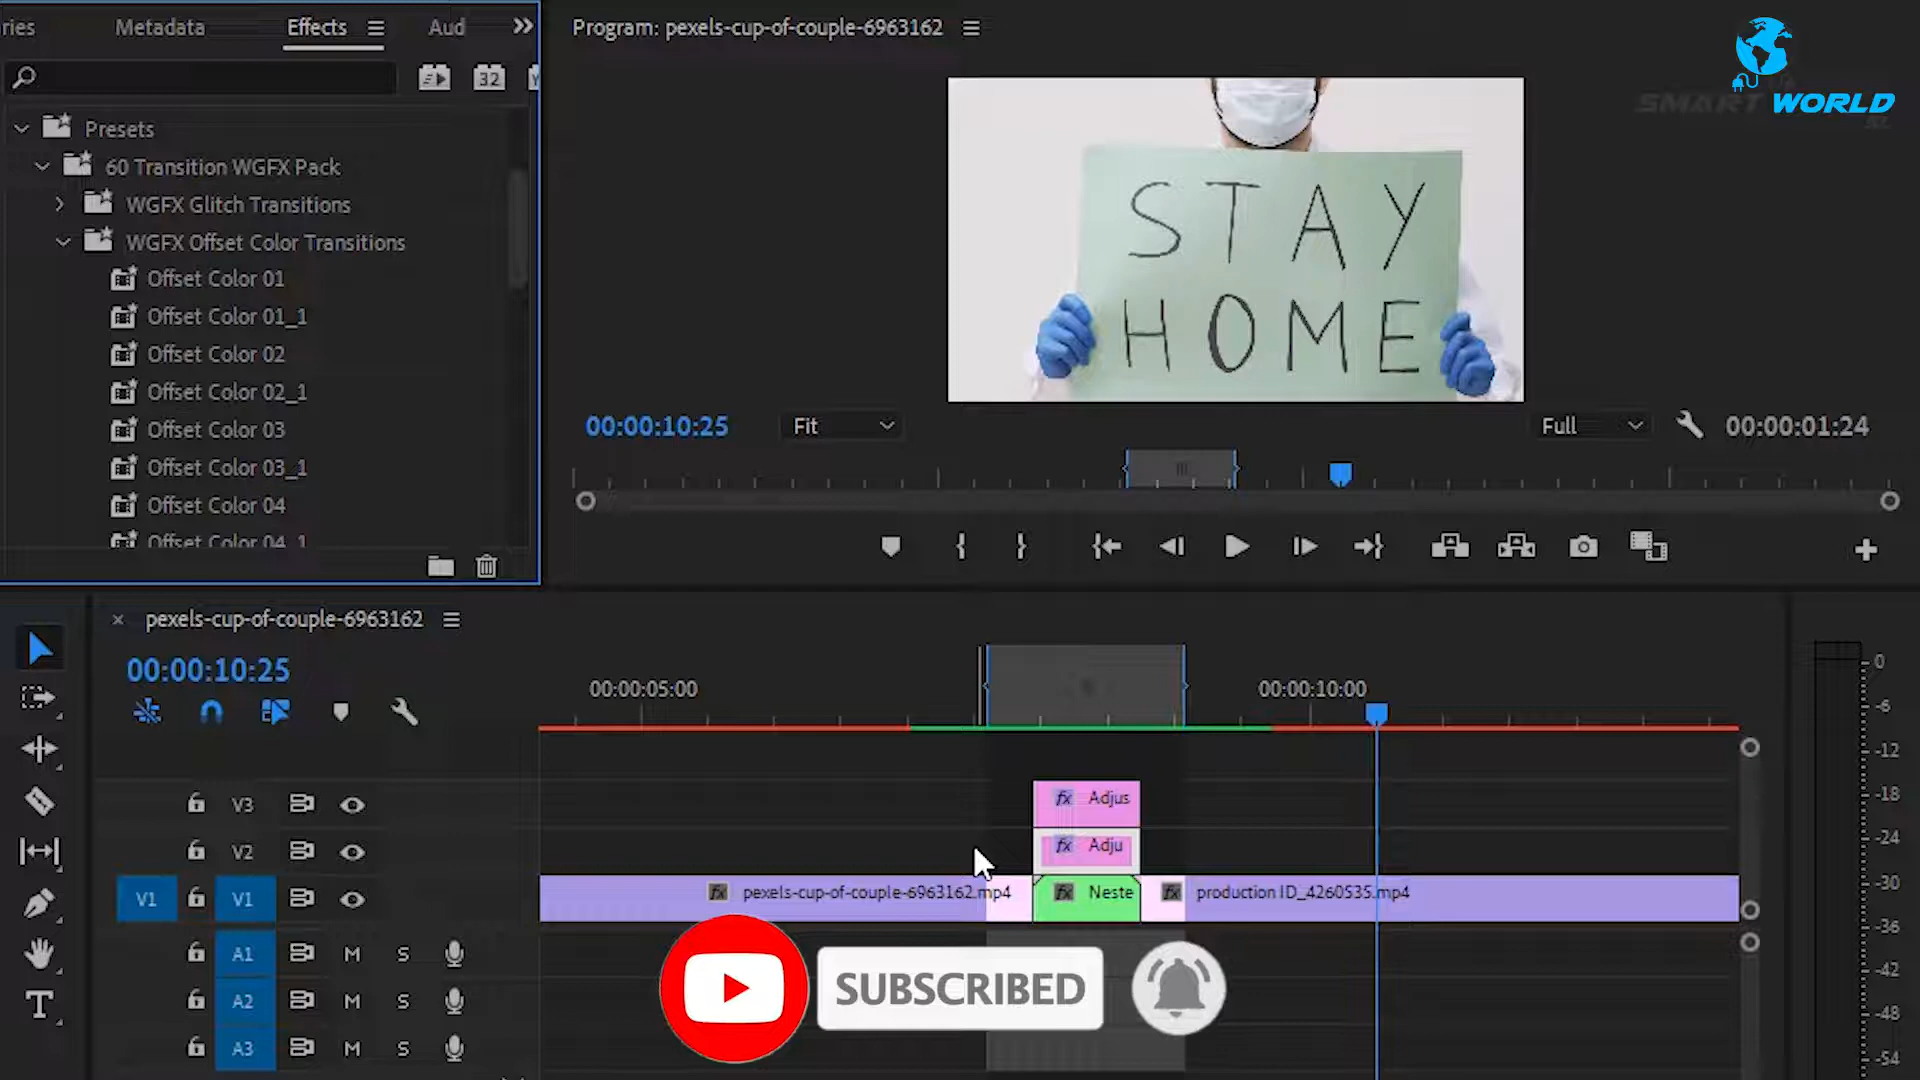 ries
Metadata
Effects
Aud
32
Presets
60 Transition WGFX Pack
WGFX Glitch Transitions
WGFX Offset Color Transitions
Offset Color 01
Offset Color 01_1
Offset Color 02
Offset Color 02_1
Offset Color 03
Offset Color 03_1
Offset Color 04
Offset Color 04_1
Program: pexels-cup-of-couple-6963162
STAY
HOME
SMART WORLD
00:00:10:25
Fit
Full
00:00:01:24
pexels-cup-of-couple-6963162
00:00:10:25
00:00:05:00
00:00:10:00
V3
fx Adjus
V2
fx Adju
V1
V1
fx pexels-cup-of-couple-6963162.mp4
fx Neste
fx production ID_4260535.mp4
A1 M S
A2 M S
A3 M S
SUBSCRIBED
0
-6
-12
-18
-24
-30
-36
-42
-48
-54